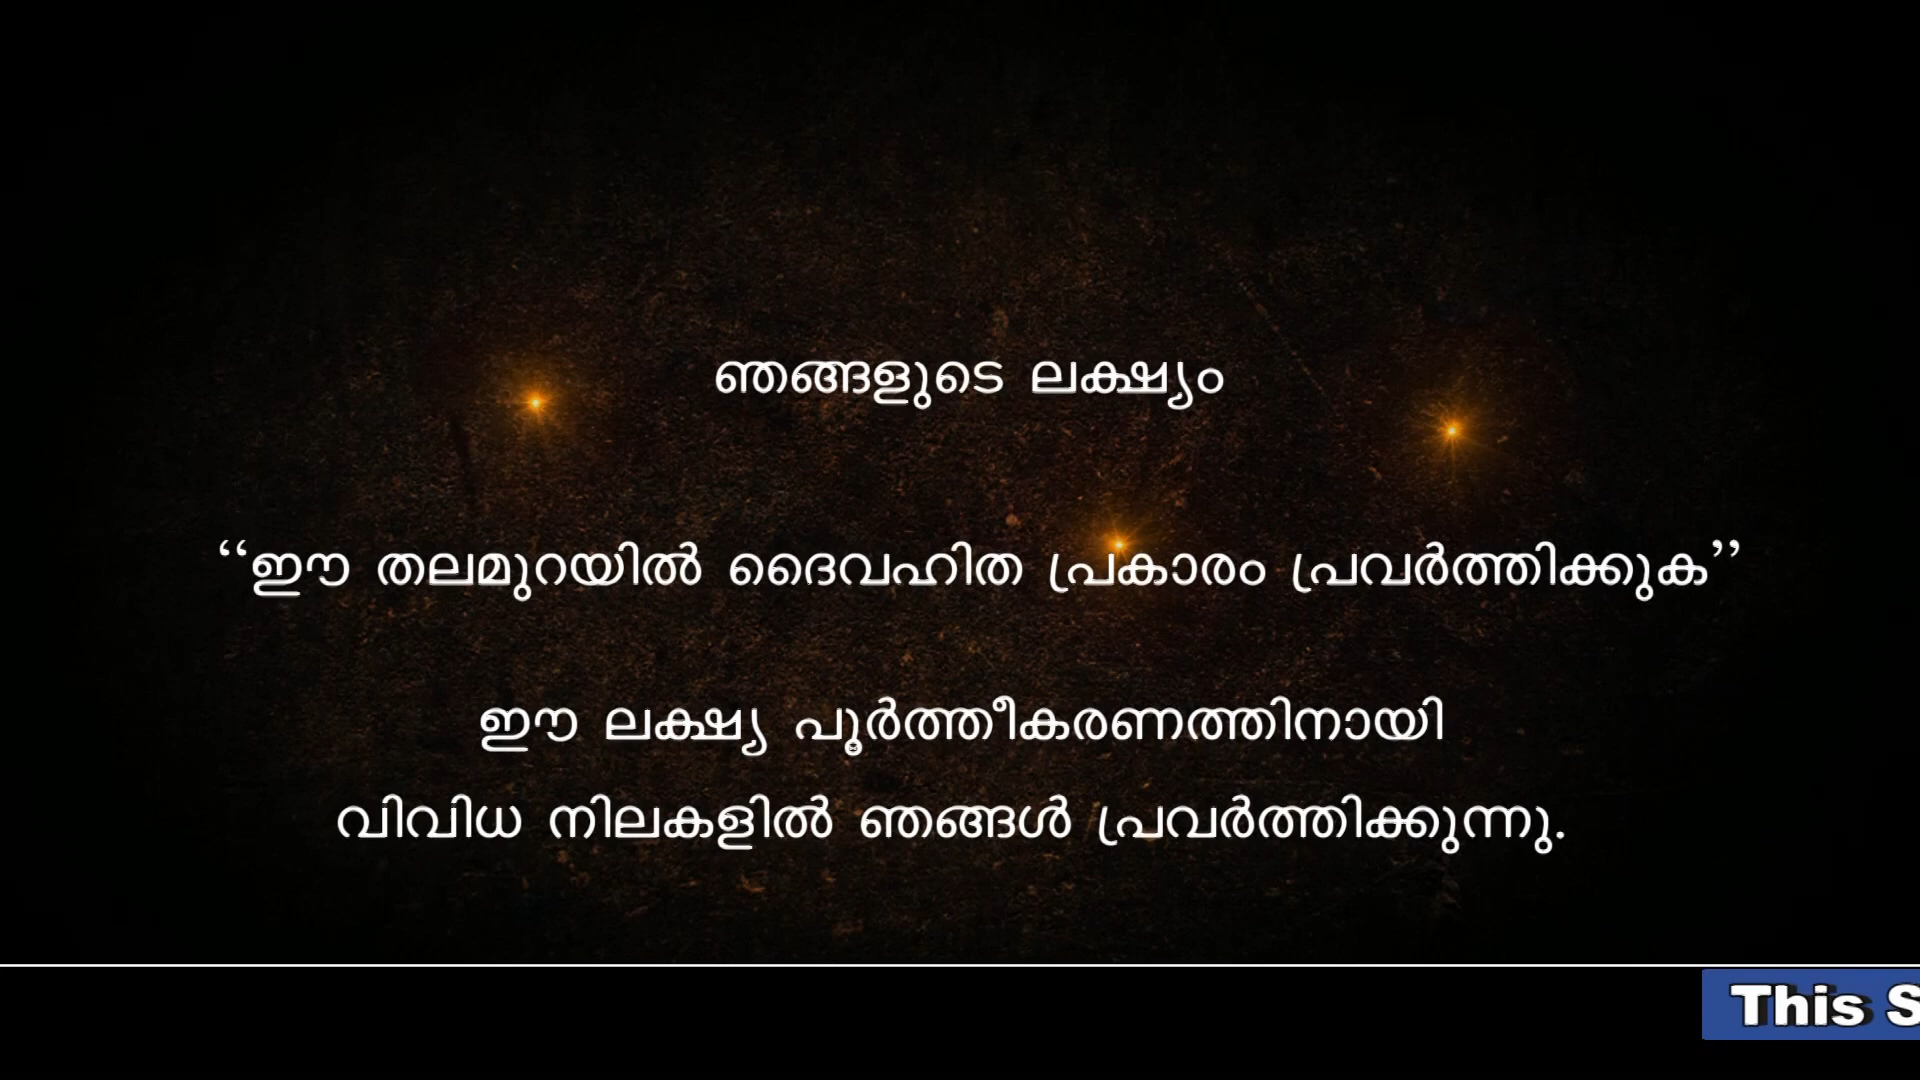 ഞങ്ങളുടെ ലക്ഷ്യം
‘‘ഈ തലമുറയിൽ ദൈവഹിത പ്രകാരം പ്രവർത്തിക്കുക’’
ഈ ലക്ഷ്യ പൂർത്തീകരണത്തിനായി
വിവിധ നിലകളിൽ ഞങ്ങൾ പ്രവർത്തിക്കുന്നു.
This S